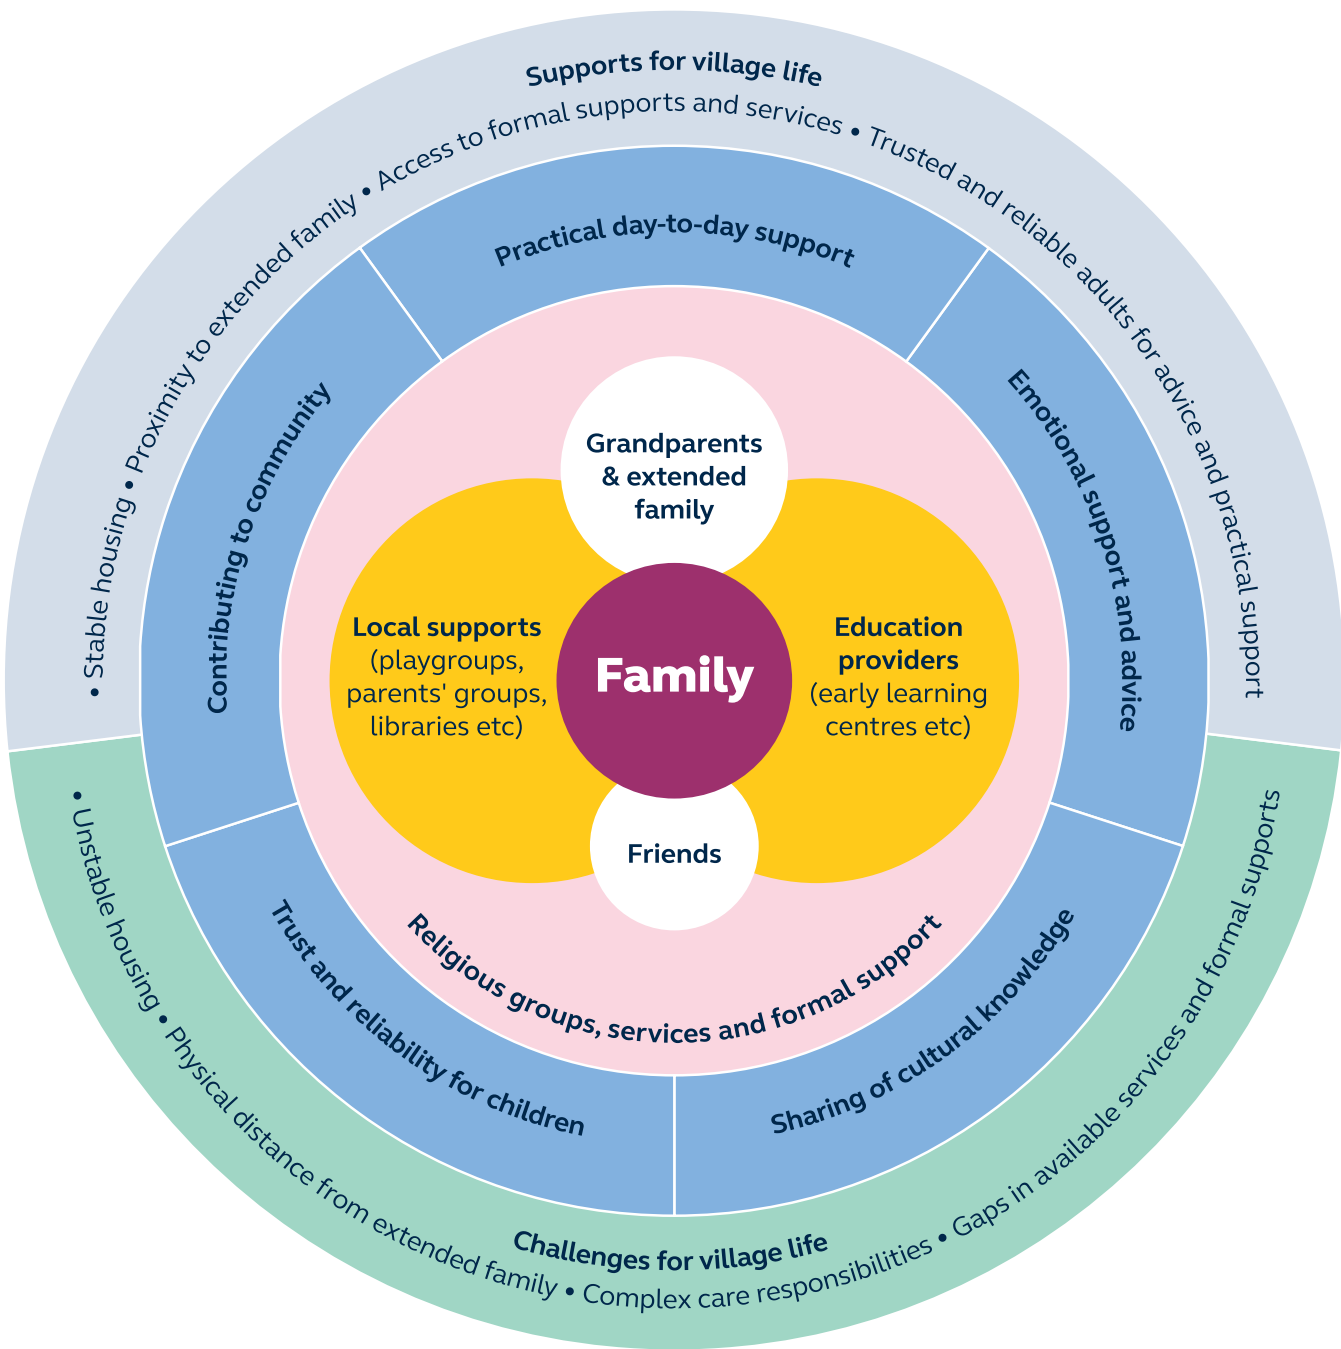 Supports for village life
• Stable housing • Proximity to extended family • Access to formal supports and services • Trusted and reliable adults for advice and practical support
Practical day-to-day support
Contributing to community
Emotional support and advice
Grandparents
& extended
family
Local supports
(playgroups,
parents' groups,
libraries etc)
Family
Education
providers
(early learning
centres etc)
Friends
Religious groups, services and formal support
Trust and reliability for children
Sharing of cultural knowledge
Challenges for village life
• Unstable housing • Physical distance from extended family • Complex care responsibilities • Gaps in available services and formal supports